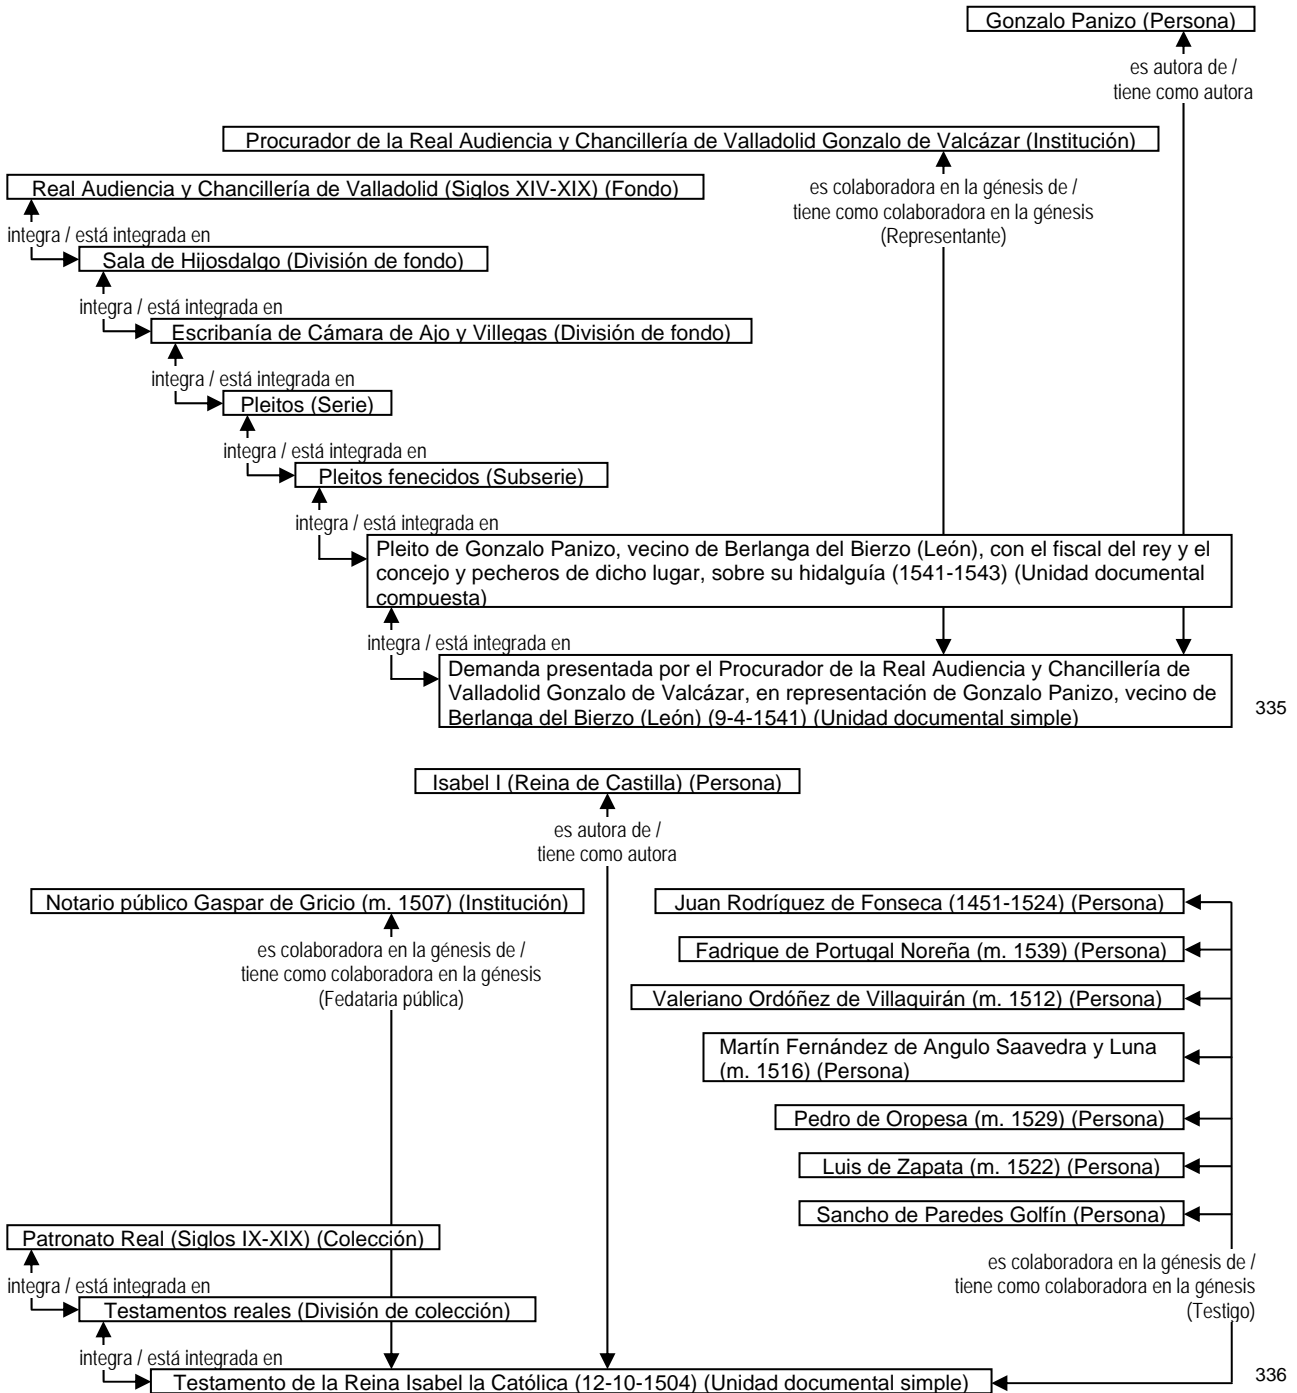 Gonzalo Panizo (Persona)
es autora de /
tiene como autora
Procurador de la Real Audiencia y Chancillería de Valladolid Gonzalo de Valcázar (Institución)
es colaboradora en la génesis de /
tiene como colaboradora en la génesis
(Representante)
Real Audiencia y Chancillería de Valladolid (Siglos XIV-XIX) (Fondo)
integra / está integrada en
Sala de Hijosdalgo (División de fondo)
integra / está integrada en
Escribanía de Cámara de Ajo y Villegas (División de fondo)
integra / está integrada en
Pleitos (Serie)
integra / está integrada en
Pleitos fenecidos (Subserie)
integra / está integrada en
Pleito de Gonzalo Panizo, vecino de Berlanga del Bierzo (León), con el fiscal del rey y el
concejo y pecheros de dicho lugar, sobre su hidalguía (1541-1543) (Unidad documental
compuesta)
integra / está integrada en
Demanda presentada por el Procurador de la Real Audiencia y Chancillería de
Valladolid Gonzalo de Valcázar, en representación de Gonzalo Panizo, vecino de
Berlanga del Bierzo (León) (9-4-1541) (Unidad documental simple)
335
Isabel I (Reina de Castilla) (Persona)
es autora de /
tiene como autora
Notario público Gaspar de Gricio (m. 1507) (Institución)
es colaboradora en la génesis de /
tiene como colaboradora en la génesis
(Fedataria pública)
Juan Rodríguez de Fonseca (1451-1524) (Persona)
Fadrique de Portugal Noreña (m. 1539) (Persona)
Valeriano Ordóñez de Villaquirán (m. 1512) (Persona)
Martín Fernández de Angulo Saavedra y Luna
(m. 1516) (Persona)
Pedro de Oropesa (m. 1529) (Persona)
Luis de Zapata (m. 1522) (Persona)
Sancho de Paredes Golfín (Persona)
es colaboradora en la génesis de /
tiene como colaboradora en la génesis
(Testigo)
Patronato Real (Siglos IX-XIX) (Colección)
integra / está integrada en
Testamentos reales (División de colección)
integra / está integrada en
Testamento de la Reina Isabel la Católica (12-10-1504) (Unidad documental simple)
336